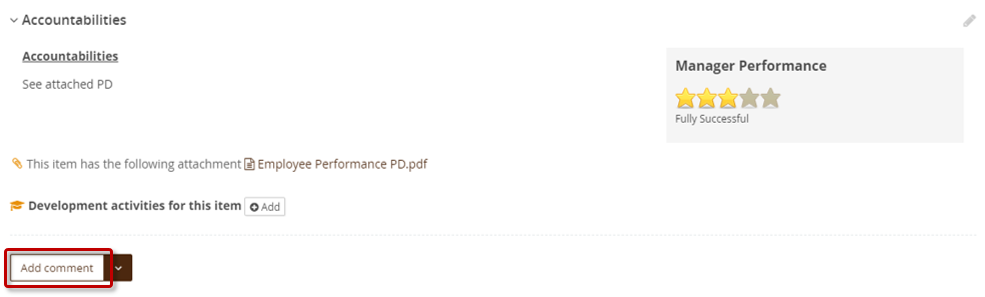 Accountabilities
Accountabilities
See attached PD
Manager Performance
Fully Successful
This item has the following attachment Employee Performance PD.pdf
Development activities for this item Add
Add comment